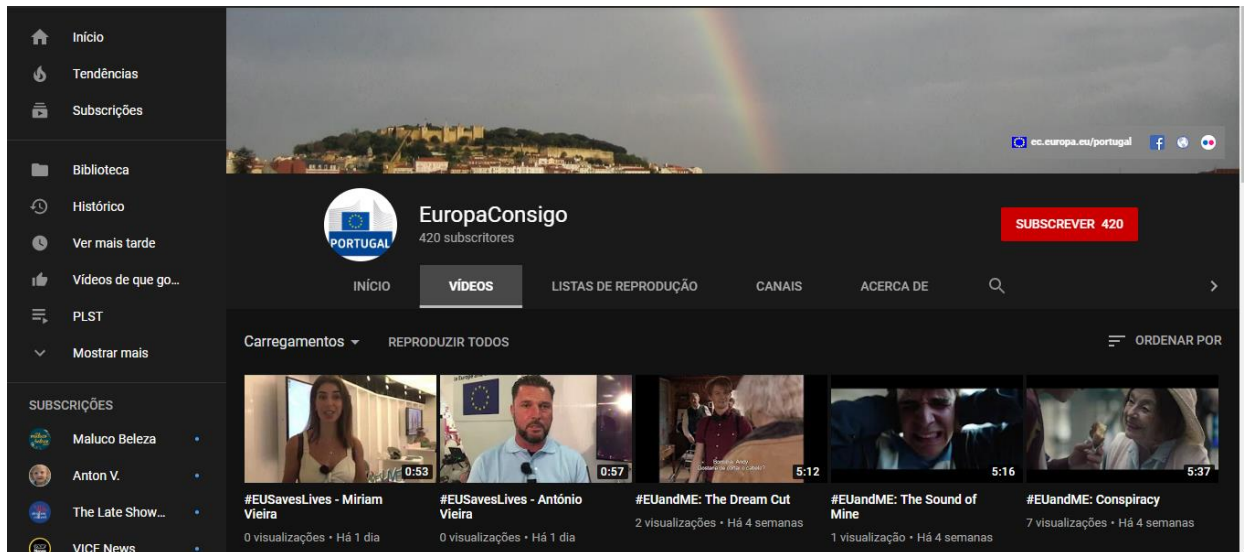 Início
Tendências
Subscrições
Biblioteca
Histórico
Ver mais tarde
Vídeos de que go...
PLST
Mostrar mais
SUBSCRIÇÕES
Maluco Beleza
Anton V.
The Late Show...
VICE News
ec.europa.eu/portugal
PORTUGAL
EuropaConsigo
420 subscritores
SUBSCREVER 420
INÍCIO
VÍDEOS
LISTAS DE REPRODUÇÃO
CANAIS
ACERCA DE
Carregamentos
REPRODUZIR TODOS
ORDENAR POR
0:53
0:57
5:12
5:16
5:37
#EUSavesLives - Miriam
Vieira
0 visualizações • Há 1 dia
#EUSavesLives - António
Vieira
0 visualizações • Há 1 dia
#EUandME: The Dream Cut
2 visualizações • Há 4 semanas
#EUandME: The Sound of
Mine
1 visualização • Há 4 semanas
#EUandME: Conspiracy
7 visualizações • Há 4 semanas